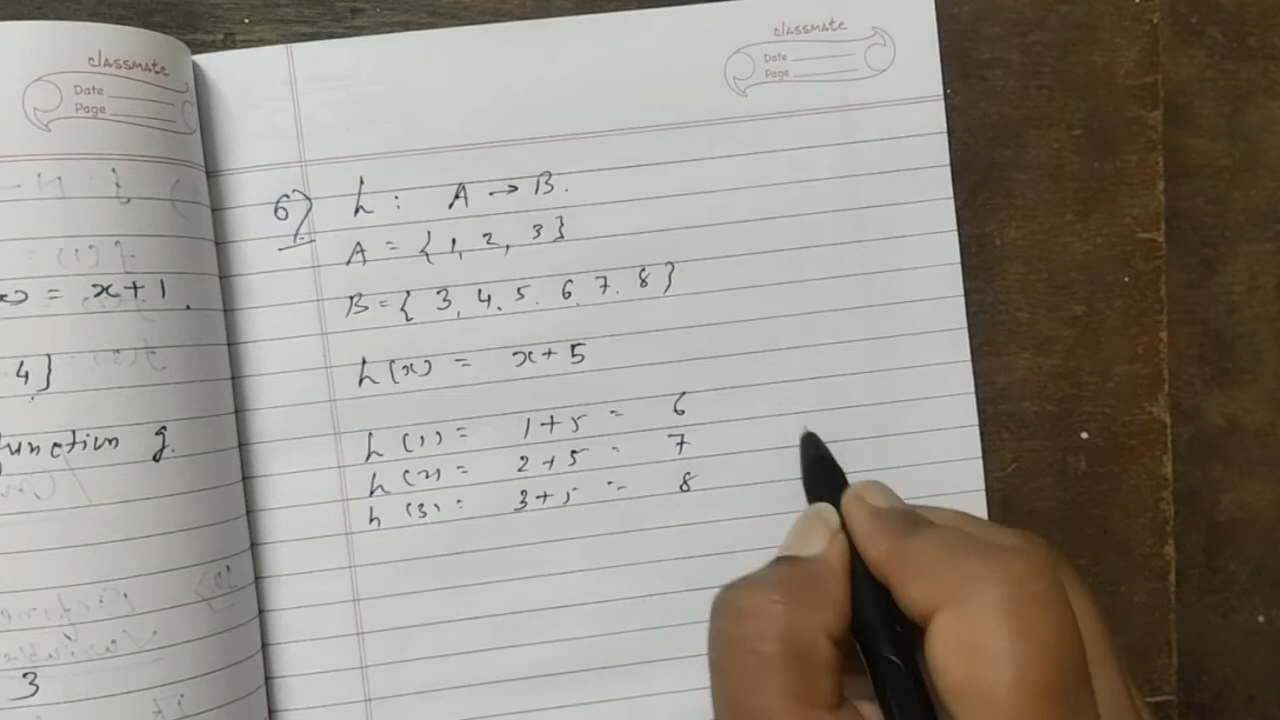 classmate
Date
Page
x) = x+1.
4}
function g.
3
classmate
Date
Page
6) h : A → B.
A = { 1, 2, 3 }
B = { 3, 4. 5. 6. 7. 8 }
h(x) = x+5
h (1) = 1+5 = 6
h (2) = 2+5 = 7
h (3) = 3+5 = 8